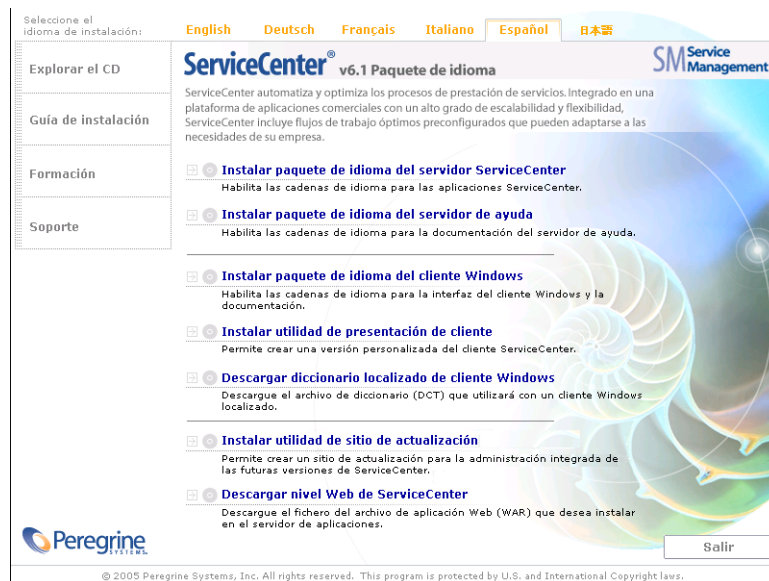 Seleccione el
idioma de instalación:
English Deutsch Français Italiano Español 日本語
Explorar el CD
Guía de instalación
Formación
Soporte
ServiceCenter® v6.1 Paquete de idioma
SM Service Management
ServiceCenter automatiza y optimiza los procesos de prestación de servicios. Integrado en una
plataforma de aplicaciones comerciales con un alto grado de escalabilidad y flexibilidad,
ServiceCenter incluye flujos de trabajo óptimos preconfigurados que pueden adaptarse a las
necesidades de su empresa.
Instalar paquete de idioma del servidor ServiceCenter
Habilita las cadenas de idioma para las aplicaciones ServiceCenter.
Instalar paquete de idioma del servidor de ayuda
Habilita las cadenas de idioma para la documentación del servidor de ayuda.
Instalar paquete de idioma del cliente Windows
Habilita las cadenas de idioma para la interfaz del cliente Windows y la
documentación.
Instalar utilidad de presentación de cliente
Permite crear una versión personalizada del cliente ServiceCenter.
Descargar diccionario localizado de cliente Windows
Descargue el archivo de diccionario (DCT) que utilizará con un cliente Windows
localizado.
Instalar utilidad de sitio de actualización
Permite crear un sitio de actualización para la administración integrada de
las futuras versiones de ServiceCenter.
Descargar nivel Web de ServiceCenter
Descargue el fichero del archivo de aplicación Web (WAR) que desea instalar
en el servidor de aplicaciones.
Peregrine
SYSTEMS
Salir
© 2005 Peregrine Systems, Inc. All rights reserved. This program is protected by U.S. and International Copyright laws.